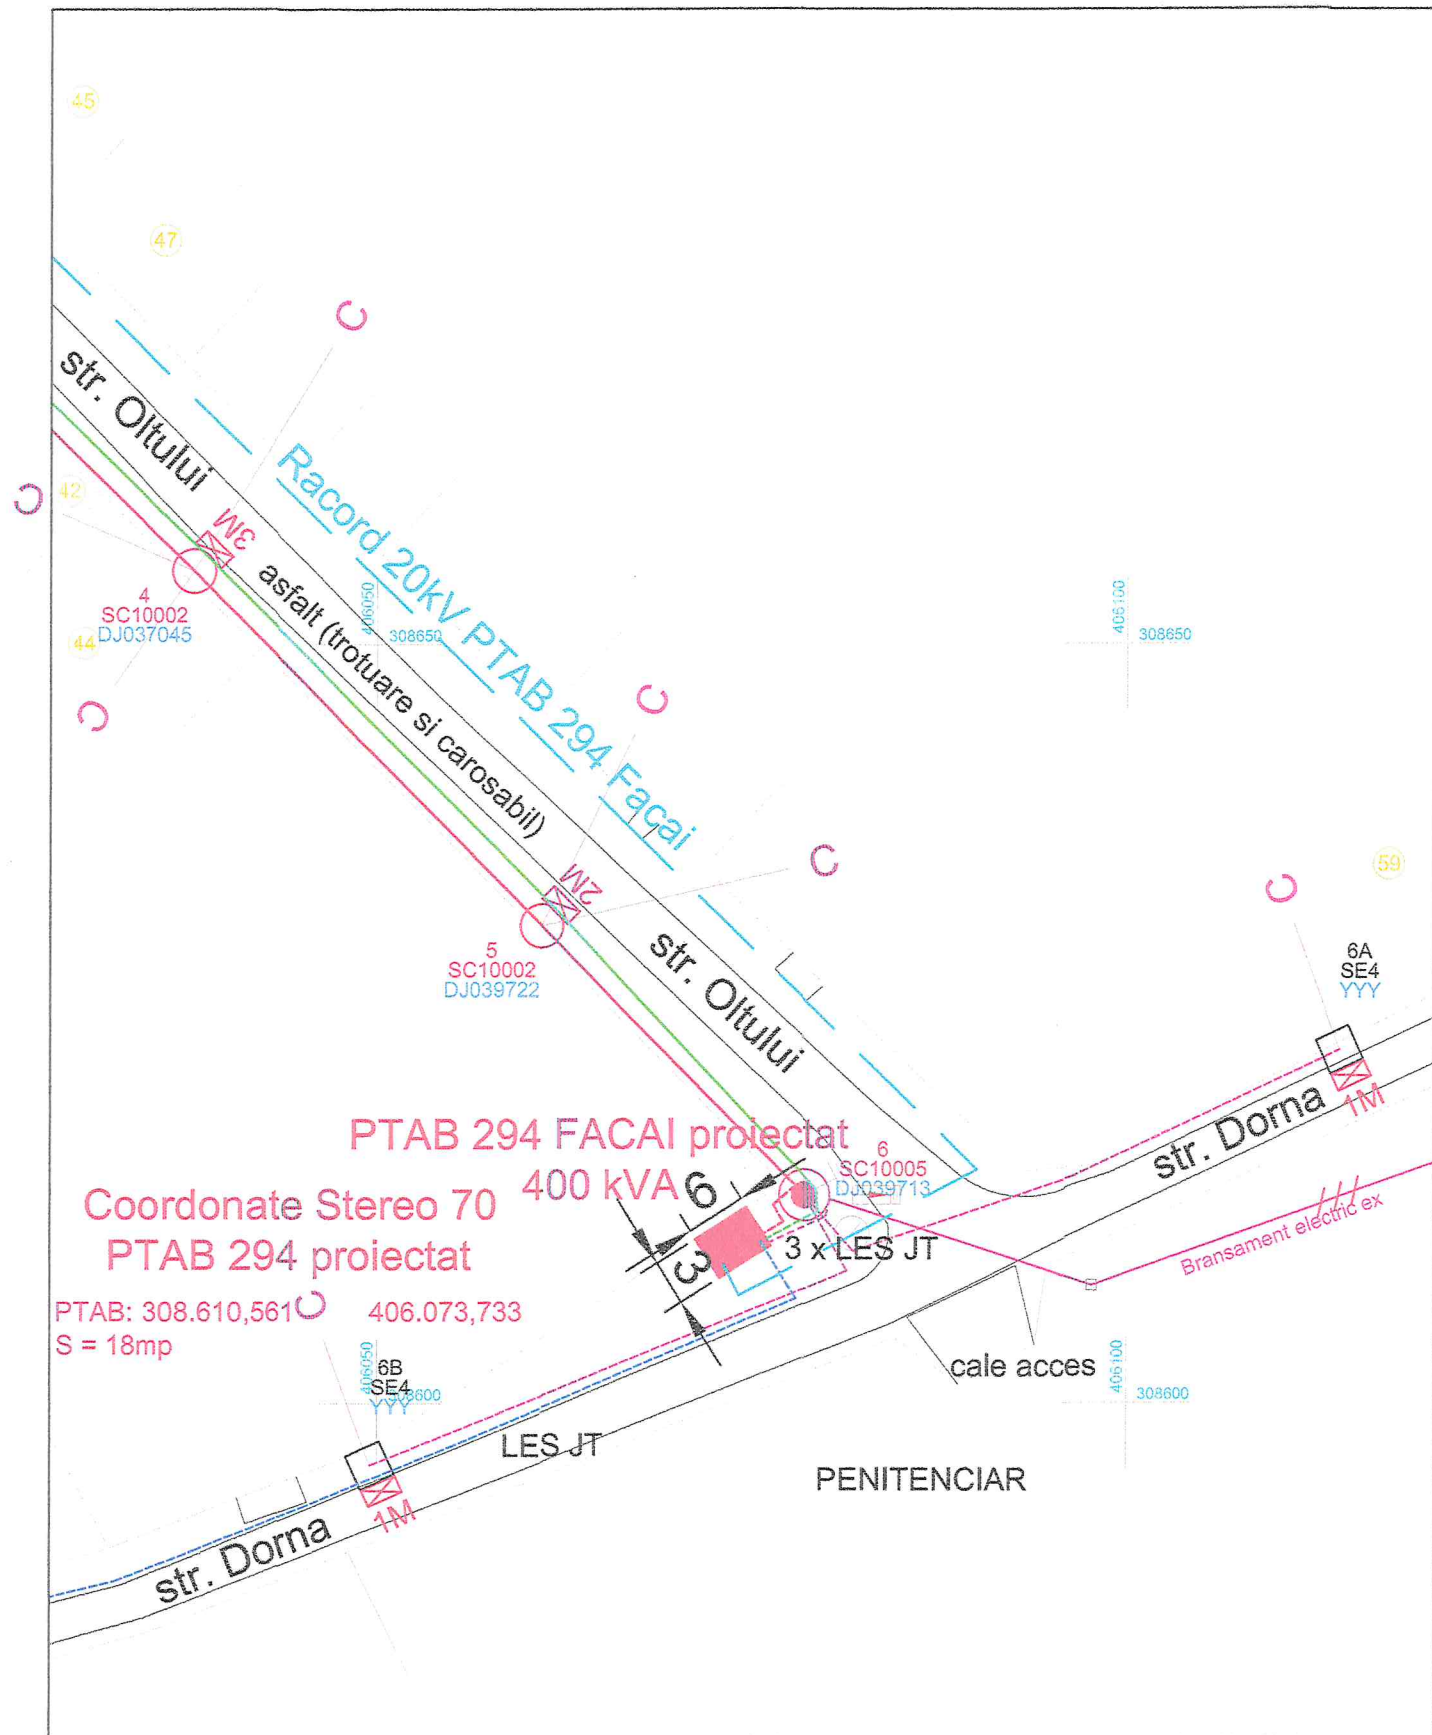 45
47
C
str. Oltului
Racord 20kV PTAB 294 Facai
C
42
3M
asfalt (trotuare si carosabil)
4
SC10002
DJ037045
44
406050
308650
406100
308650
C
C
2M
C
59
C
5
SC10002
DJ039722
str. Oltului
6A
SE4
YYY
1M
str. Dorna
PTAB 294 FACAI proiectat
400 kVA
6
SC10005
DJ039713
6
3
3 x LES JT
Bransament electric ex
Coordonate Stereo 70
PTAB 294 proiectat
PTAB: 308.610,561
C
406.073,733
S = 18mp
406050
6B
SE4
308600
YYY
cale acces
406100
308600
LES JT
PENITENCIAR
1M
str. Dorna